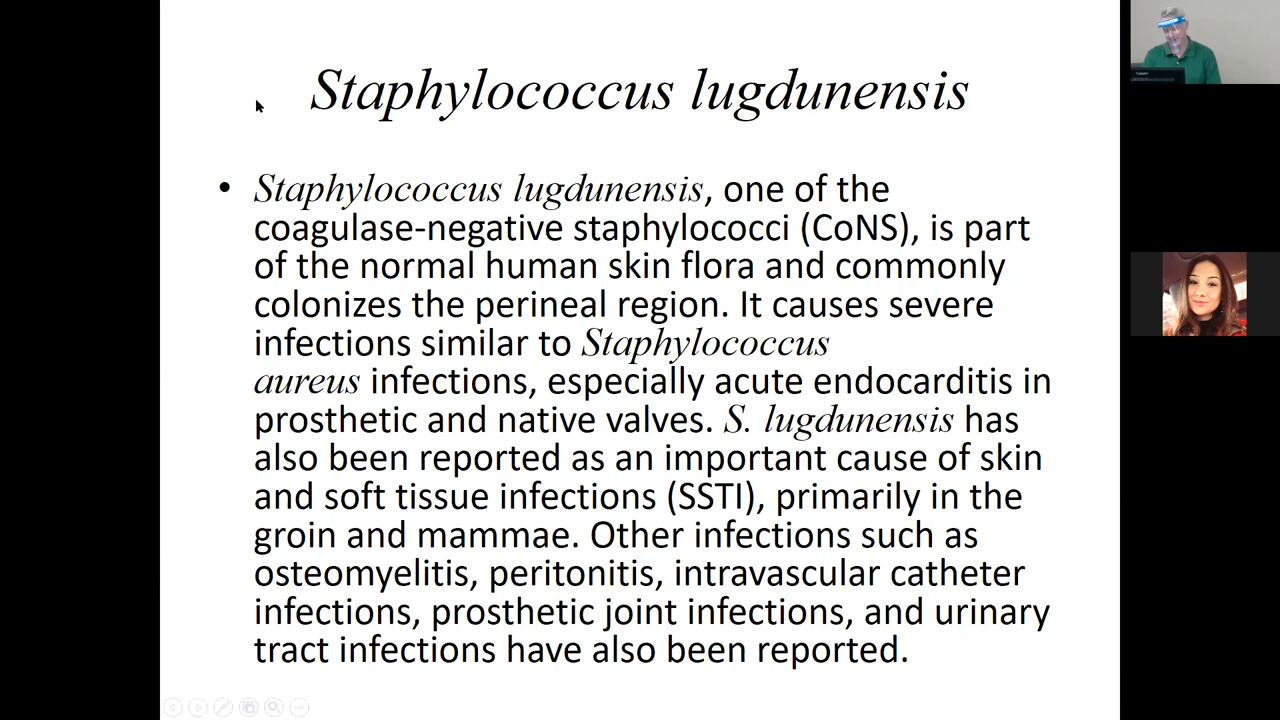 Staphylococcus lugdunensis
• Staphylococcus lugdunensis, one of the
coagulase-negative staphylococci (CoNS), is part
of the normal human skin flora and commonly
colonizes the perineal region. It causes severe
infections similar to Staphylococcus
aureus infections, especially acute endocarditis in
prosthetic and native valves. S. lugdunensis has
also been reported as an important cause of skin
and soft tissue infections (SSTI), primarily in the
groin and mammae. Other infections such as
osteomyelitis, peritonitis, intravascular catheter
infections, prosthetic joint infections, and urinary
tract infections have also been reported.